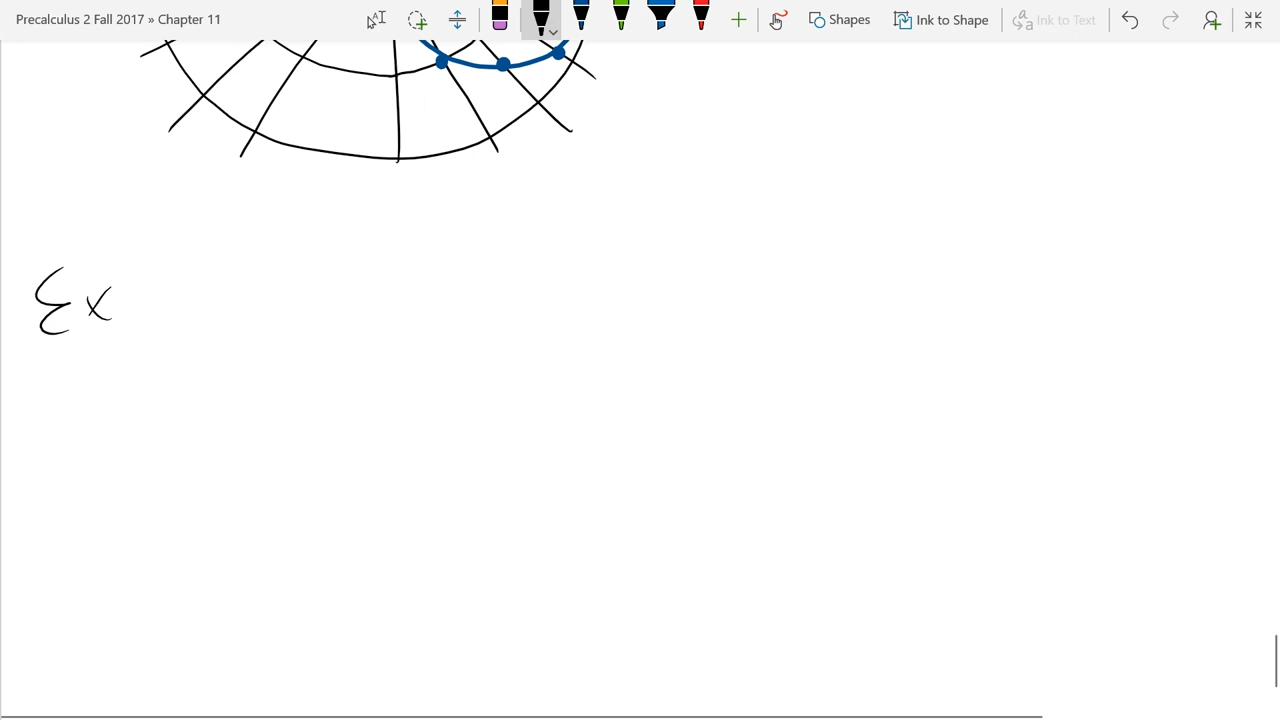 Precalculus 2 Fall 2017 » Chapter 11
Shapes
Ink to Shape
Ink to Text
Ex